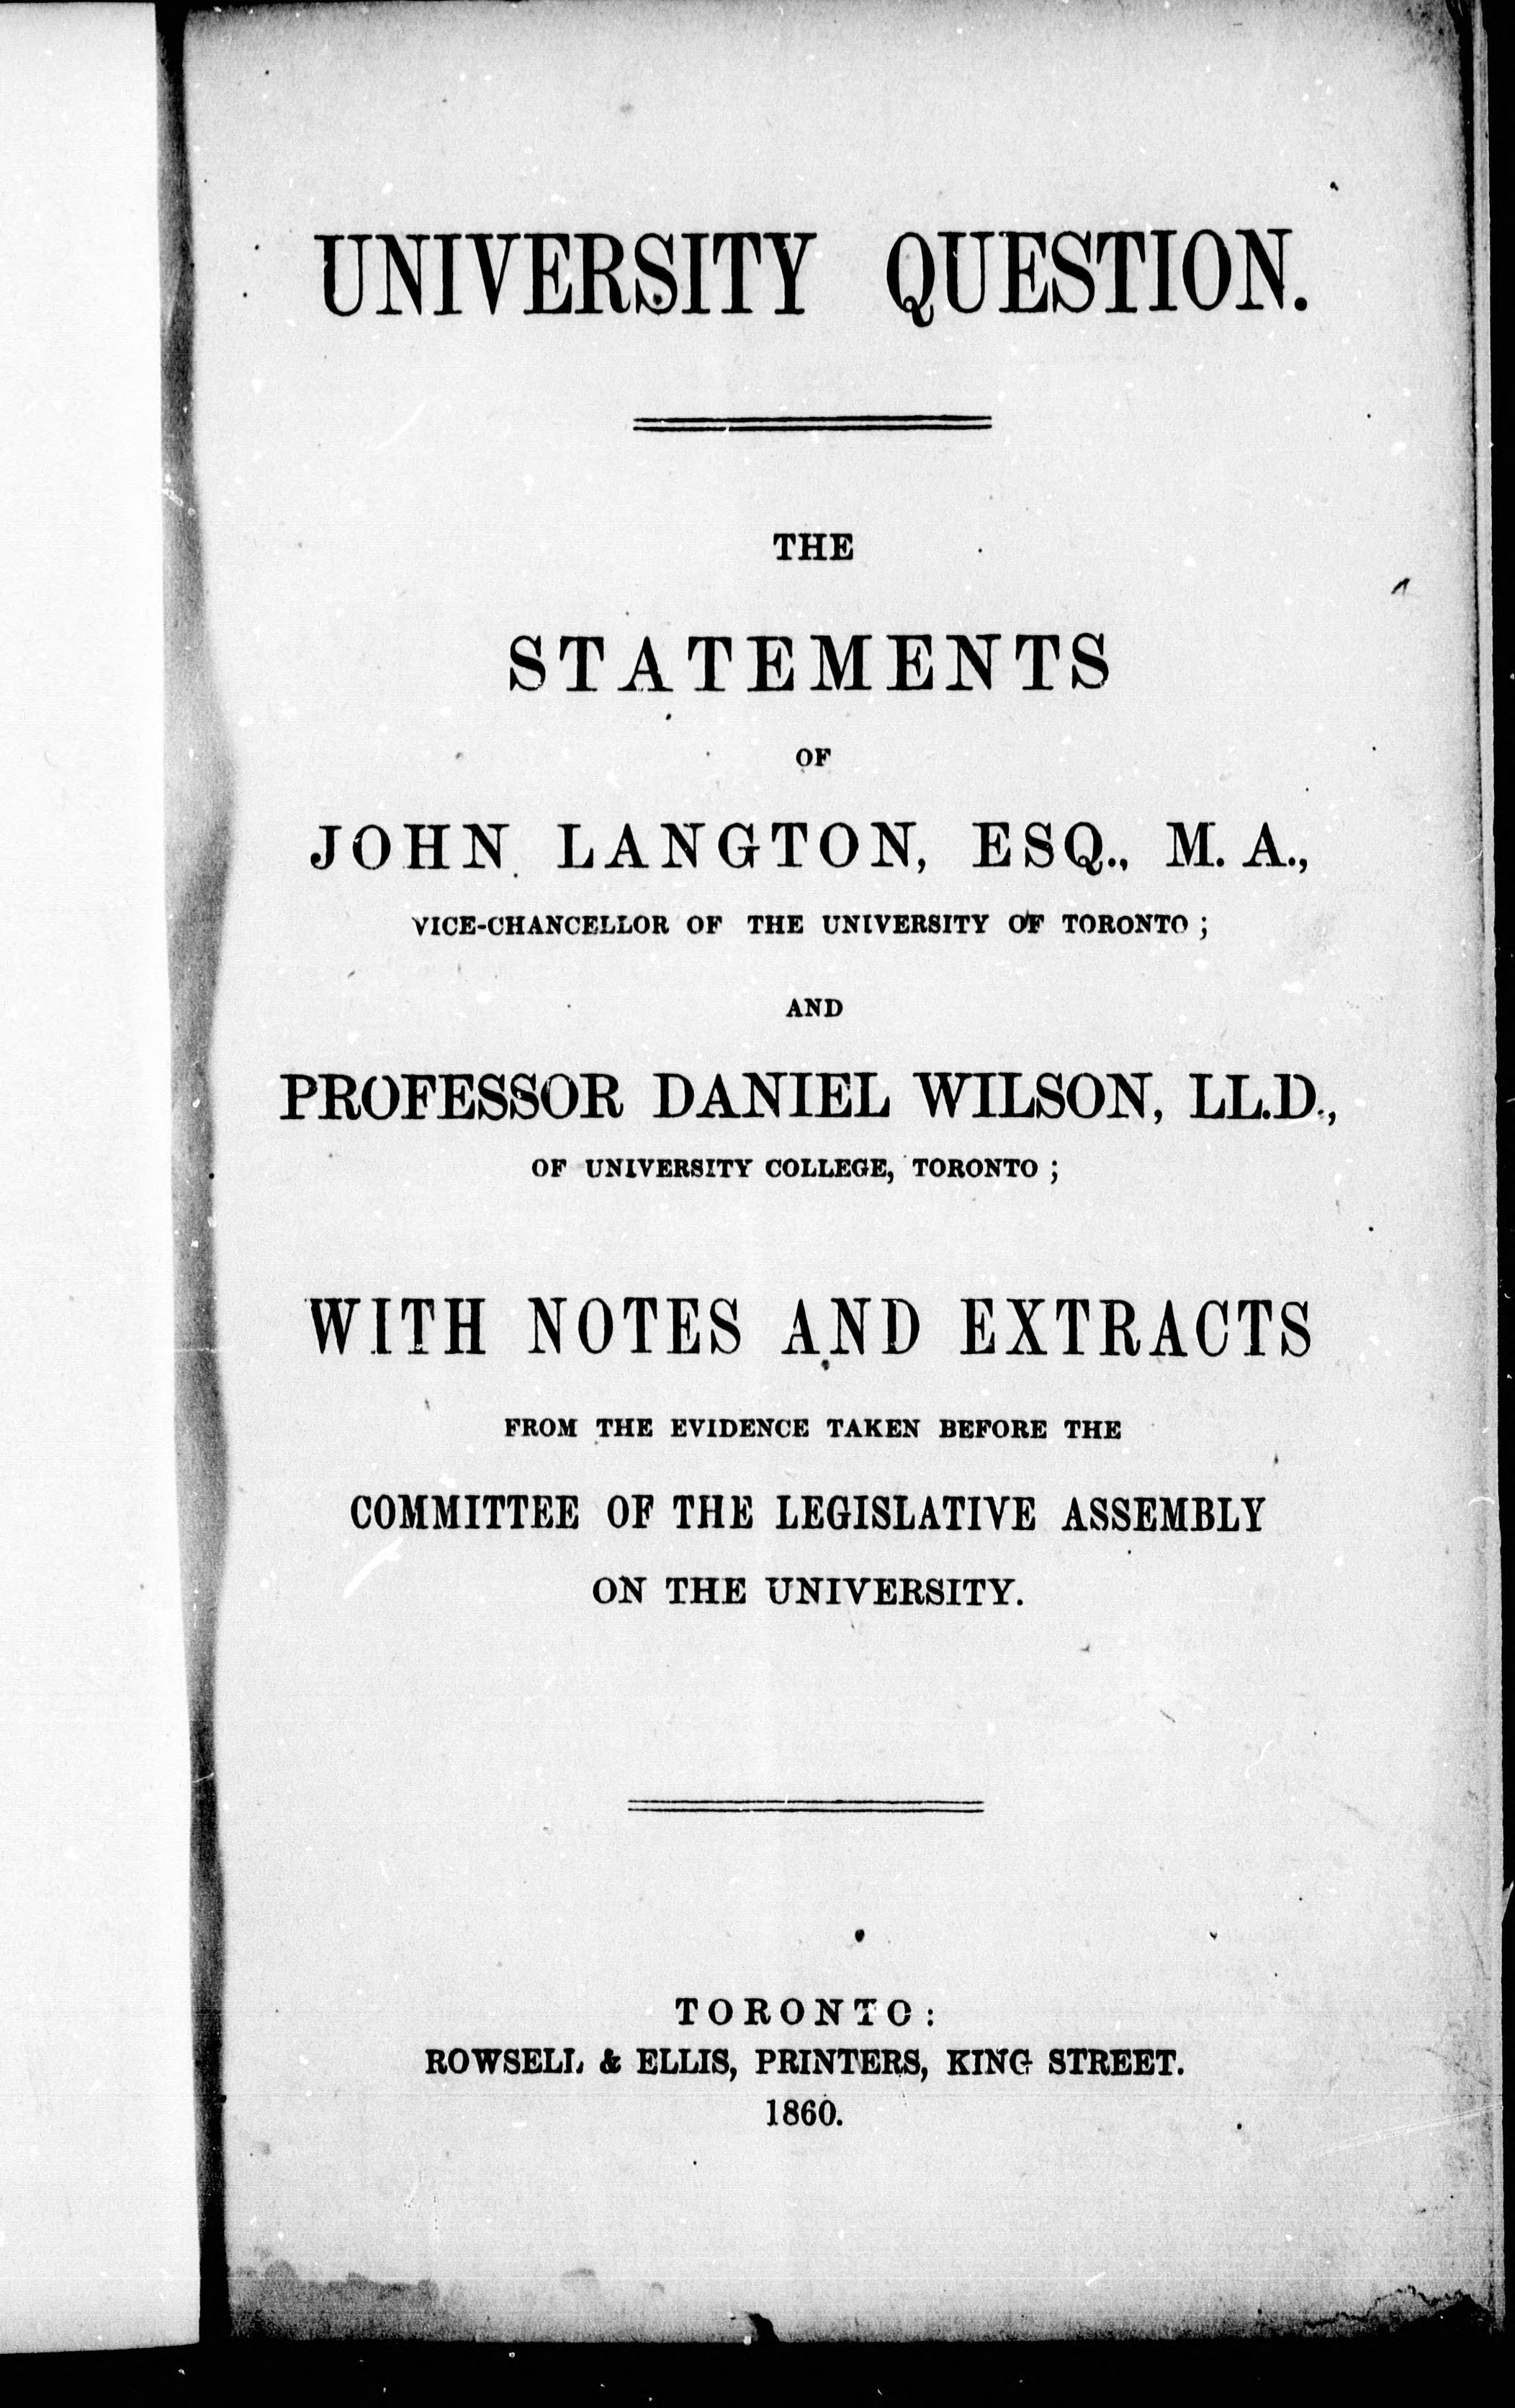 UNIVERSITY QUESTION.
THE
STATEMENTS
OF
JOHN LANGTON, ESQ., M. A.,
VICE-CHANCELLOR OF THE UNIVERSITY OF TORONTO ;
AND
PROFESSOR DANIEL WILSON, LL.D.,
OF UNIVERSITY COLLEGE, TORONTO ;
WITH NOTES AND EXTRACTS
FROM THE EVIDENCE TAKEN BEFORE THE
COMMITTEE OF THE LEGISLATIVE ASSEMBLY
ON THE UNIVERSITY.
TORONTO:
ROWSELL & ELLIS, PRINTERS, KING STREET.
1860.